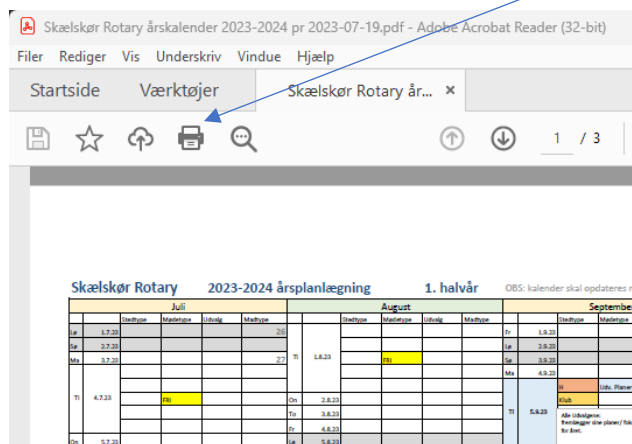 Skælskør Rotary årskalender 2023-2024 pr 2023-07-19.pdf - Adobe Acrobat Reader (32-bit)
Filer Rediger Vis Underskriv Vindue Hjælp
Startside Værktøjer Skælskør Rotary år... ×
1 / 3
Skælskør Rotary 2023-2024 årsplanlægning 1. halvår OBS: kalender skal opdateres
Juli August September
Stedtype Mødetype Udvalg Madtype Stedtype Mødetype Udvalg Madtype Stedtype Mødetype
Lø 1.7.23 26 Fr 1.9.23
Sø 2.7.23 Lø 2.9.23
Ma 3.7.23 27 Ti 1.8.23 FRI Sø 3.9.23
Ma 4.9.23
H Udv. Planer
Ti 4.7.23 FRI On 2.8.23 Klub
To 3.8.23 Ti 5.9.23 Alle Udvalgene:
fremlægger sine planer/
Fr 4.8.23 for året.
On 5.7.23 Lø 5.8.23